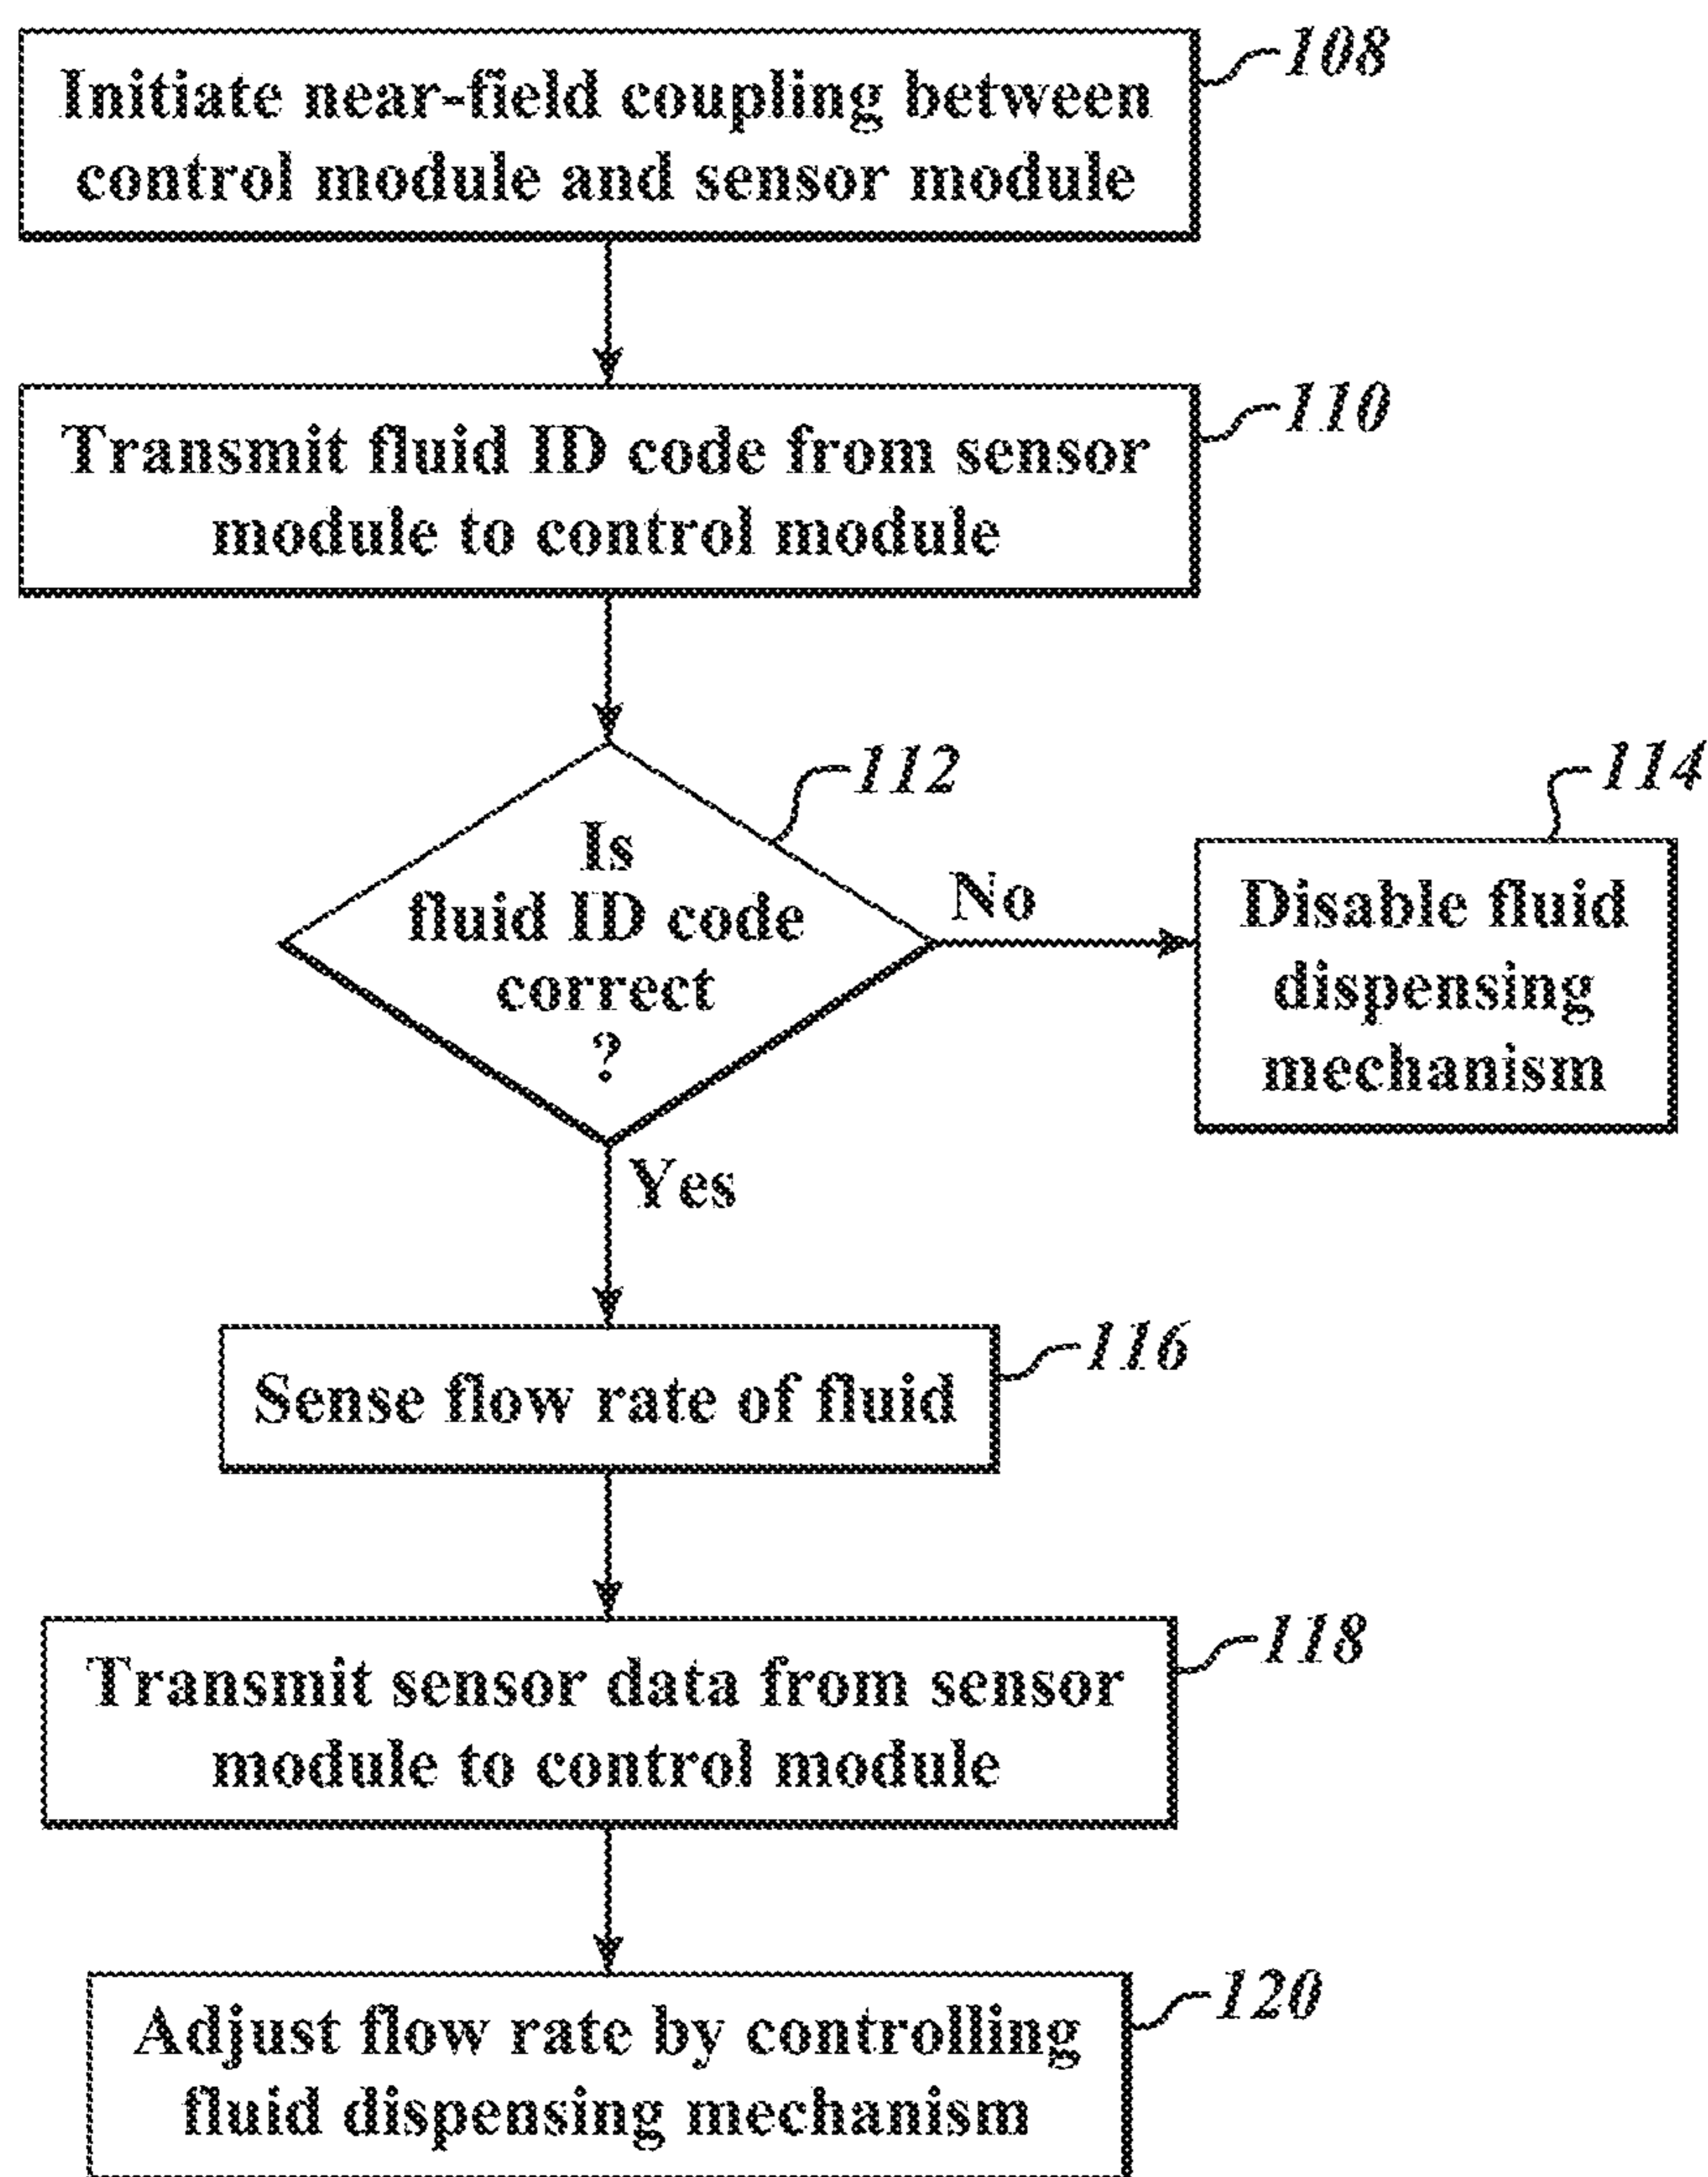 108
Initiate near-field coupling between
control module and sensor module
110
Transmit fluid ID code from sensor
module to control module
112
Is
fluid ID code
correct
?
No
114
Disable fluid
dispensing
mechanism
Yes
116
Sense flow rate of fluid
118
Transmit sensor data from sensor
module to control module
120
Adjust flow rate by controlling
fluid dispensing mechanism